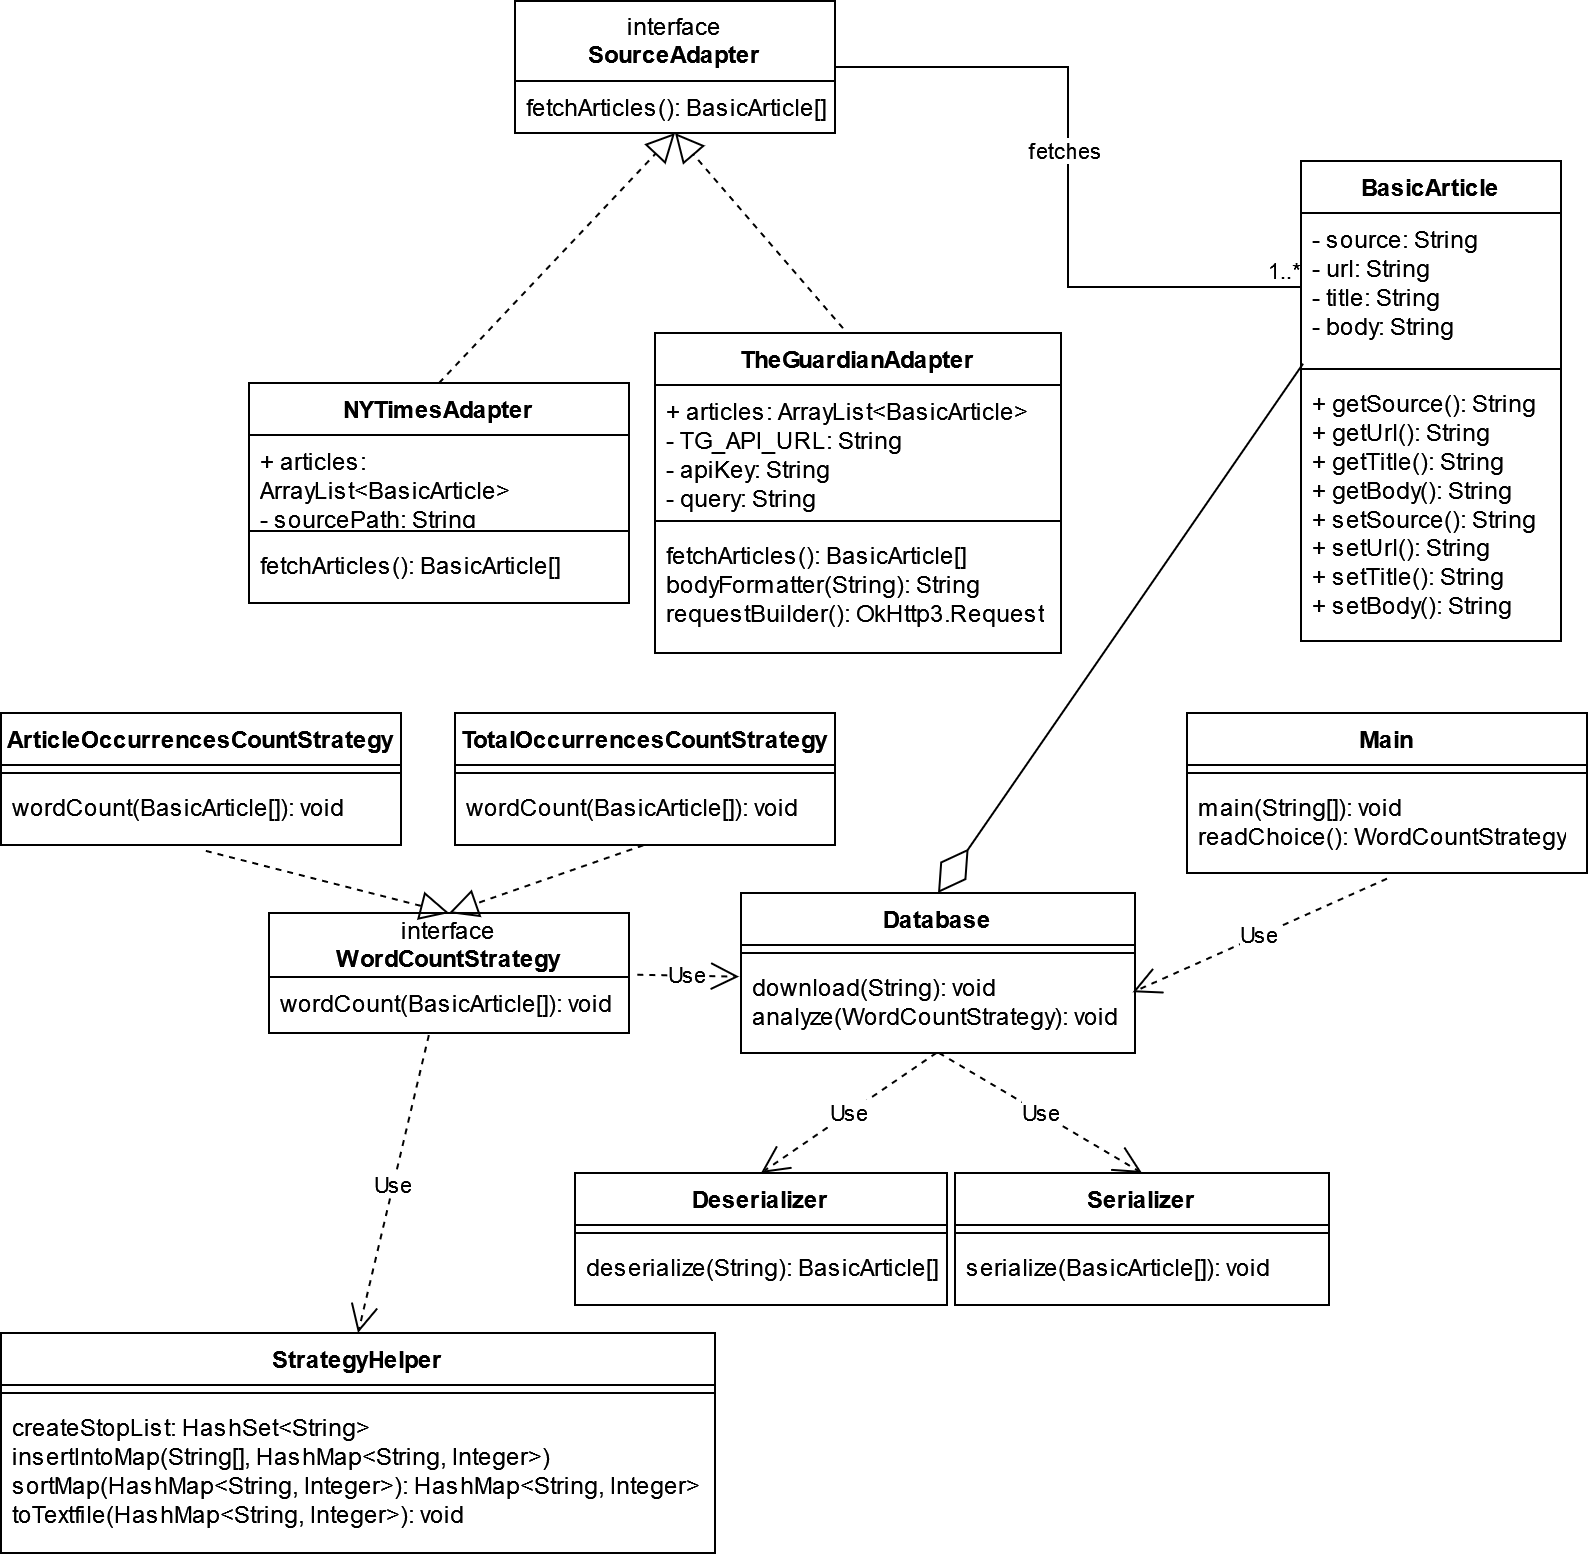 interface
SourceAdapter
fetchArticles(): BasicArticle[]
fetches
1..*
BasicArticle
- source: String
- url: String
- title: String
- body: String
+ getSource(): String
+ getUrl(): String
+ getTitle(): String
+ getBody(): String
+ setSource(): String
+ setUrl(): String
+ setTitle(): String
+ setBody(): String
NYTimesAdapter
+ articles:
ArrayList<BasicArticle>
- sourcePath: String
fetchArticles(): BasicArticle[]
TheGuardianAdapter
+ articles: ArrayList<BasicArticle>
- TG_API_URL: String
- apiKey: String
- query: String
fetchArticles(): BasicArticle[]
bodyFormatter(String): String
requestBuilder(): OkHttp3.Request
ArticleOccurrencesCountStrategy
wordCount(BasicArticle[]): void
TotalOccurrencesCountStrategy
wordCount(BasicArticle[]): void
Main
main(String[]): void
readChoice(): WordCountStrategy
Use
interface
WordCountStrategy
wordCount(BasicArticle[]): void
Use
Database
download(String): void
analyze(WordCountStrategy): void
Use
Use
Use
Deserializer
deserialize(String): BasicArticle[]
Serializer
serialize(BasicArticle[]): void
StrategyHelper
createStopList: HashSet<String>
insertIntoMap(String[], HashMap<String, Integer>)
sortMap(HashMap<String, Integer>): HashMap<String, Integer>
toTextfile(HashMap<String, Integer>): void